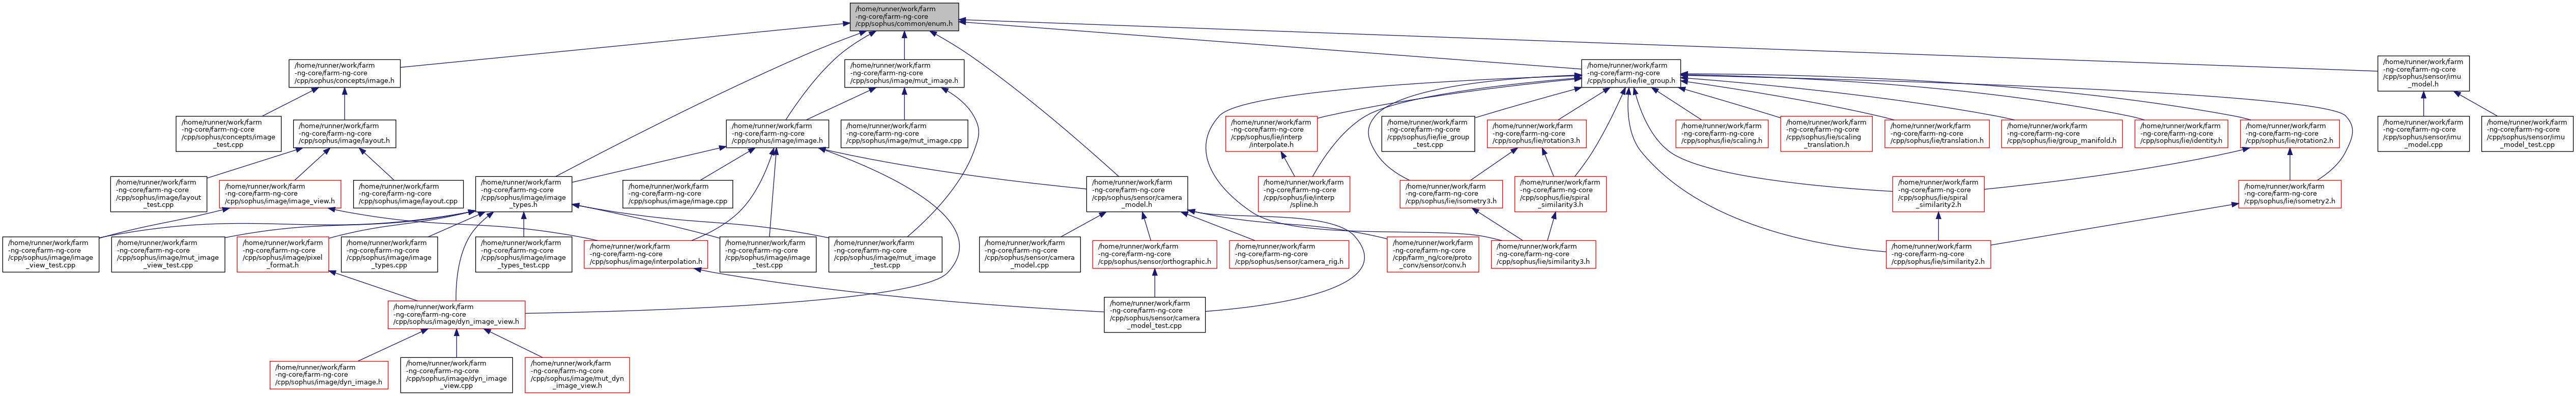 /home/runner/work/farm
-ng-core/farm-ng-core
/cpp/sophus/common/enum.h
/home/runner/work/farm
-ng-core/farm-ng-core
/cpp/sophus/concepts/image.h
/home/runner/work/farm
-ng-core/farm-ng-core
/cpp/sophus/image/mut_image.h
/home/runner/work/farm
-ng-core/farm-ng-core
/cpp/sophus/lie/lie_group.h
/home/runner/work/farm
-ng-core/farm-ng-core
/cpp/sophus/sensor/imu
_model.h
/home/runner/work/farm
-ng-core/farm-ng-core
/cpp/sophus/concepts/image
_test.cpp
/home/runner/work/farm
-ng-core/farm-ng-core
/cpp/sophus/image/layout.h
/home/runner/work/farm
-ng-core/farm-ng-core
/cpp/sophus/image/image.h
/home/runner/work/farm
-ng-core/farm-ng-core
/cpp/sophus/image/mut_image.cpp
/home/runner/work/farm
-ng-core/farm-ng-core
/cpp/sophus/lie/interp
/interpolate.h
/home/runner/work/farm
-ng-core/farm-ng-core
/cpp/sophus/lie/lie_group
_test.cpp
/home/runner/work/farm
-ng-core/farm-ng-core
/cpp/sophus/lie/rotation3.h
/home/runner/work/farm
-ng-core/farm-ng-core
/cpp/sophus/lie/scaling.h
/home/runner/work/farm
-ng-core/farm-ng-core
/cpp/sophus/lie/scaling
_translation.h
/home/runner/work/farm
-ng-core/farm-ng-core
/cpp/sophus/lie/translation.h
/home/runner/work/farm
-ng-core/farm-ng-core
/cpp/sophus/lie/group_manifold.h
/home/runner/work/farm
-ng-core/farm-ng-core
/cpp/sophus/lie/identity.h
/home/runner/work/farm
-ng-core/farm-ng-core
/cpp/sophus/lie/rotation2.h
/home/runner/work/farm
-ng-core/farm-ng-core
/cpp/sophus/sensor/imu
_model.cpp
/home/runner/work/farm
-ng-core/farm-ng-core
/cpp/sophus/sensor/imu
_model_test.cpp
/home/runner/work/farm
-ng-core/farm-ng-core
/cpp/sophus/image/layout
_test.cpp
/home/runner/work/farm
-ng-core/farm-ng-core
/cpp/sophus/image/image_view.h
/home/runner/work/farm
-ng-core/farm-ng-core
/cpp/sophus/image/layout.cpp
/home/runner/work/farm
-ng-core/farm-ng-core
/cpp/sophus/image/image
_types.h
/home/runner/work/farm
-ng-core/farm-ng-core
/cpp/sophus/image/image.cpp
/home/runner/work/farm
-ng-core/farm-ng-core
/cpp/sophus/sensor/camera
_model.h
/home/runner/work/farm
-ng-core/farm-ng-core
/cpp/sophus/lie/interp
/spline.h
/home/runner/work/farm
-ng-core/farm-ng-core
/cpp/sophus/lie/isometry3.h
/home/runner/work/farm
-ng-core/farm-ng-core
/cpp/sophus/lie/spiral
_similarity3.h
/home/runner/work/farm
-ng-core/farm-ng-core
/cpp/sophus/lie/spiral
_similarity2.h
/home/runner/work/farm
-ng-core/farm-ng-core
/cpp/sophus/lie/isometry2.h
/home/runner/work/farm
-ng-core/farm-ng-core
/cpp/sophus/image/image
_view_test.cpp
/home/runner/work/farm
-ng-core/farm-ng-core
/cpp/sophus/image/mut_image
_view_test.cpp
/home/runner/work/farm
-ng-core/farm-ng-core
/cpp/sophus/image/pixel
_format.h
/home/runner/work/farm
-ng-core/farm-ng-core
/cpp/sophus/image/image
_types.cpp
/home/runner/work/farm
-ng-core/farm-ng-core
/cpp/sophus/image/image
_types_test.cpp
/home/runner/work/farm
-ng-core/farm-ng-core
/cpp/sophus/image/interpolation.h
/home/runner/work/farm
-ng-core/farm-ng-core
/cpp/sophus/image/image
_test.cpp
/home/runner/work/farm
-ng-core/farm-ng-core
/cpp/sophus/image/mut_image
_test.cpp
/home/runner/work/farm
-ng-core/farm-ng-core
/cpp/sophus/sensor/camera
_model.cpp
/home/runner/work/farm
-ng-core/farm-ng-core
/cpp/sophus/sensor/orthographic.h
/home/runner/work/farm
-ng-core/farm-ng-core
/cpp/sophus/sensor/camera_rig.h
/home/runner/work/farm
-ng-core/farm-ng-core
/cpp/farm_ng/core/proto
_conv/sensor/conv.h
/home/runner/work/farm
-ng-core/farm-ng-core
/cpp/sophus/lie/similarity3.h
/home/runner/work/farm
-ng-core/farm-ng-core
/cpp/sophus/lie/similarity2.h
/home/runner/work/farm
-ng-core/farm-ng-core
/cpp/sophus/image/dyn_image_view.h
/home/runner/work/farm
-ng-core/farm-ng-core
/cpp/sophus/sensor/camera
_model_test.cpp
/home/runner/work/farm
-ng-core/farm-ng-core
/cpp/sophus/image/dyn_image.h
/home/runner/work/farm
-ng-core/farm-ng-core
/cpp/sophus/image/dyn_image
_view.cpp
/home/runner/work/farm
-ng-core/farm-ng-core
/cpp/sophus/image/mut_dyn
_image_view.h